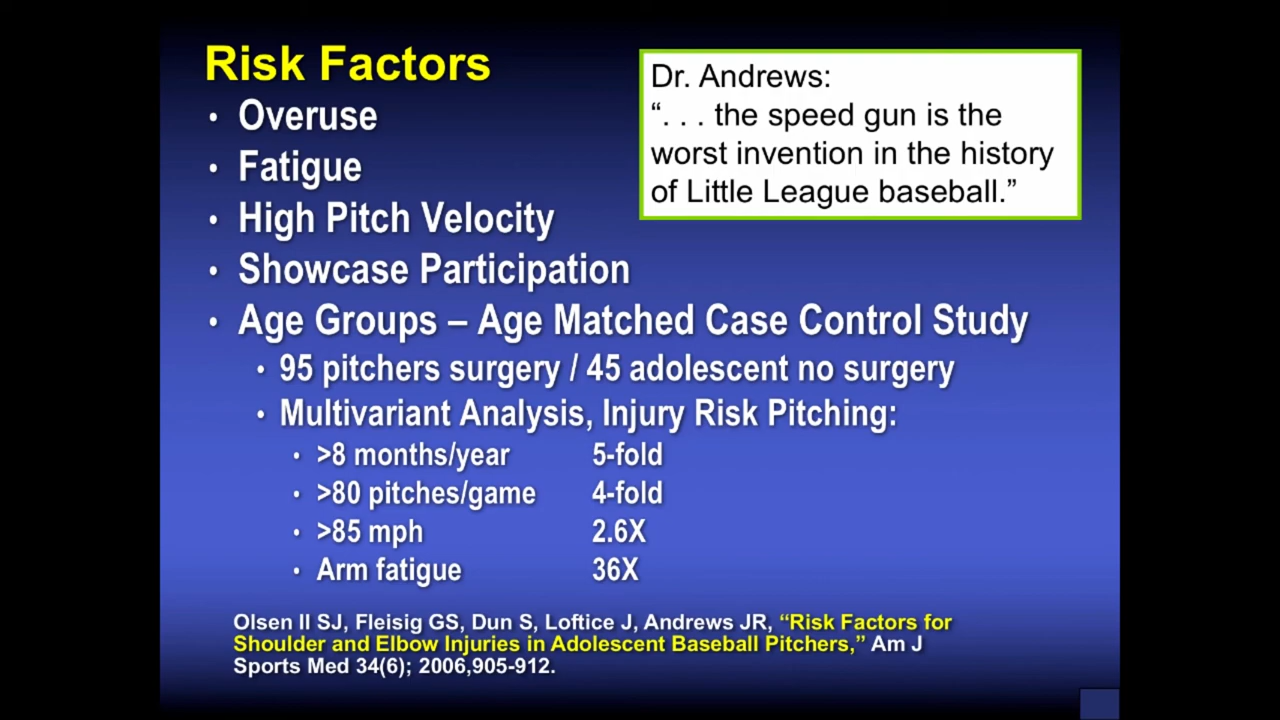 Risk Factors
Dr. Andrews:
“. . . the speed gun is the
worst invention in the history
of Little League baseball.”
• Overuse
• Fatigue
• High Pitch Velocity
• Showcase Participation
• Age Groups – Age Matched Case Control Study
• 95 pitchers surgery / 45 adolescent no surgery
• Multivariant Analysis, Injury Risk Pitching:
• >8 months/year 5-fold
• >80 pitches/game 4-fold
• >85 mph 2.6X
• Arm fatigue 36X
Olsen II SJ, Fleisig GS, Dun S, Loftice J, Andrews JR, “Risk Factors for
Shoulder and Elbow Injuries in Adolescent Baseball Pitchers,” Am J
Sports Med 34(6); 2006,905-912.